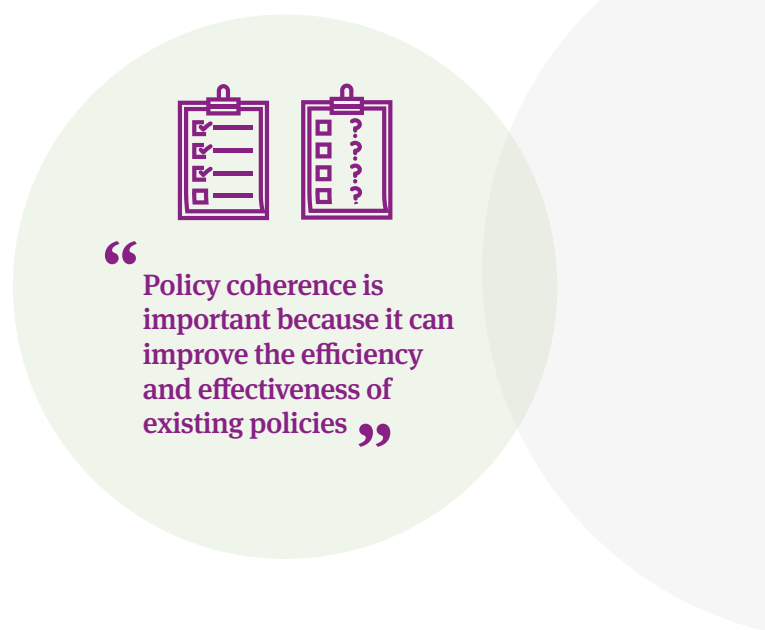 ?
?
?
?
“
Policy coherence is
important because it can
improve the efficiency
and effectiveness of
existing policies ”